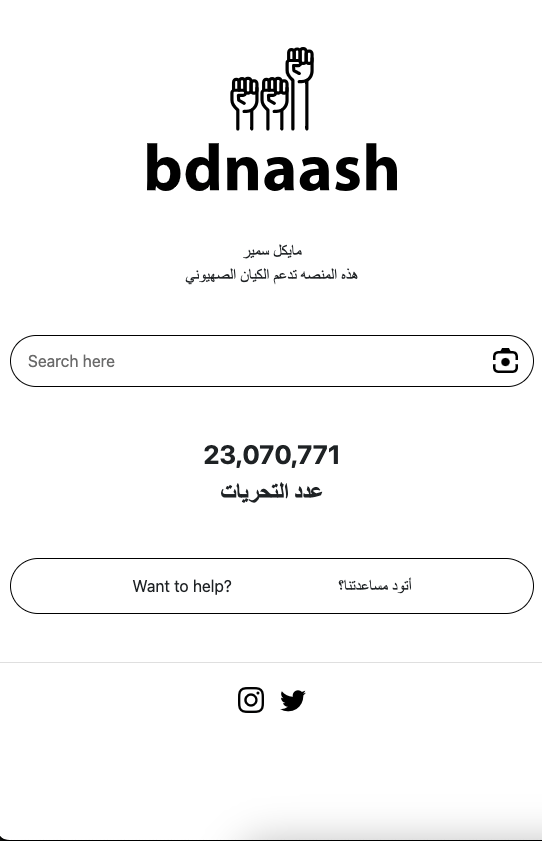 bdnaash
مايكل سمير
هذه المنصه تدعم الكيان الصهيوني
Search here
23,070,771
عدد التحريات
Want to help? أتود مساعدتنا؟